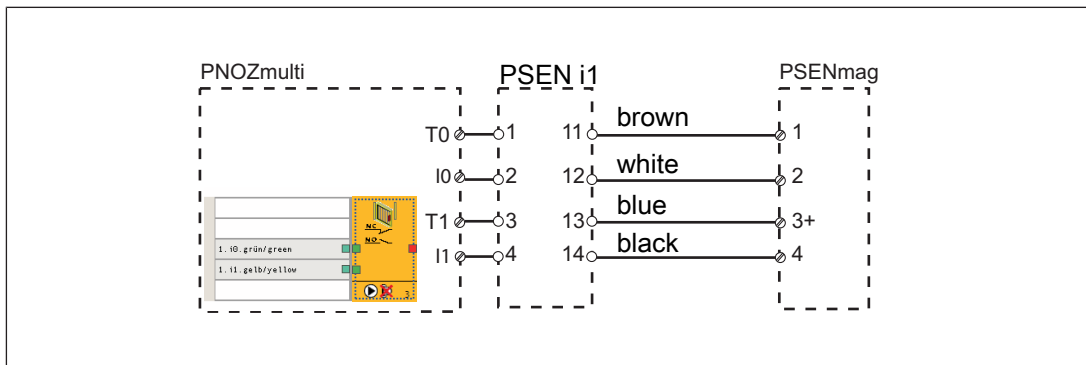 PNOZmulti
PSEN i1
PSENmag
T0 1 11 brown 1
I0 2 12 white 2
T1 3 13 blue 3+
I1 4 14 black 4
NC
NO
1.i0.grün/green
1.i1.gelb/yellow
3